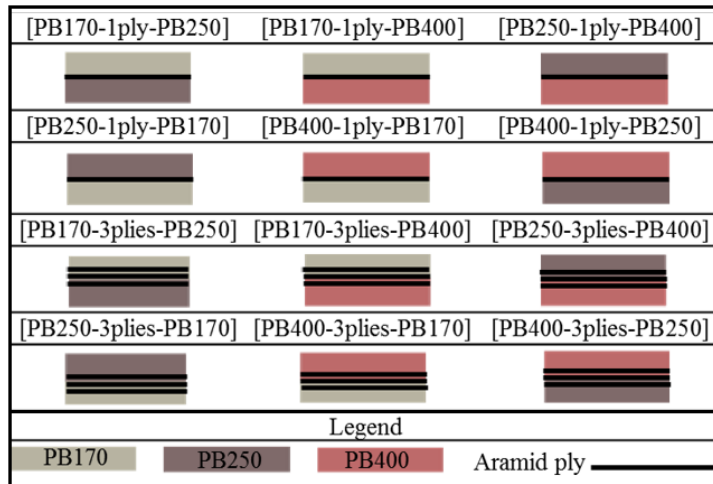 [PB170-1ply-PB250] [PB170-1ply-PB400] [PB250-1ply-PB400]
[PB250-1ply-PB170] [PB400-1ply-PB170] [PB400-1ply-PB250]
[PB170-3plies-PB250] [PB170-3plies-PB400] [PB250-3plies-PB400]
[PB250-3plies-PB170] [PB400-3plies-PB170] [PB400-3plies-PB250]
Legend
PB170 PB250 PB400 Aramid ply